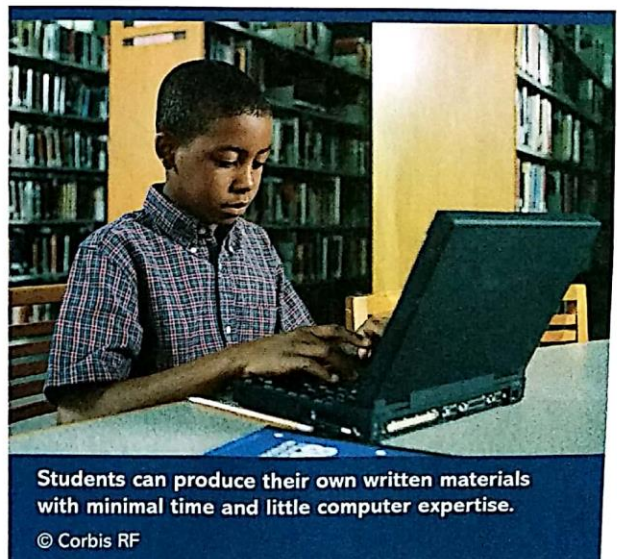 Students can produce their own written materials
with minimal time and little computer expertise.
© Corbis RF